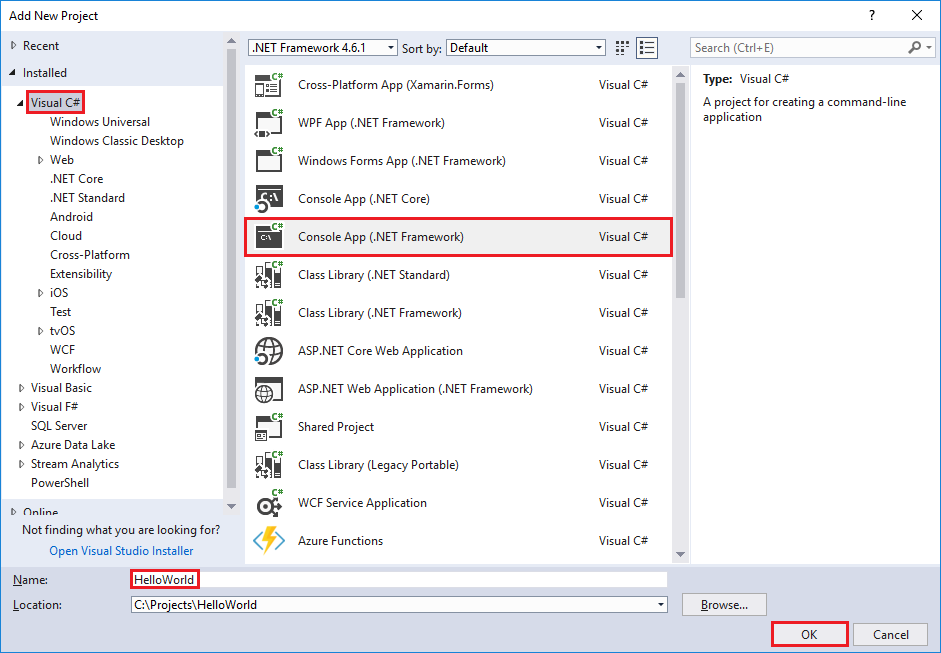 Add New Project
? 
Recent
Installed
Visual C#
Windows Universal
Windows Classic Desktop
Web
.NET Core
.NET Standard
Android
Cloud
Cross-Platform
Extensibility
iOS
Test
tvOS
WCF
Workflow
Visual Basic
Visual F#
SQL Server
Azure Data Lake
Stream Analytics
PowerShell
Online
Not finding what you are looking for?
Open Visual Studio Installer
.NET Framework 4.6.1 Sort by: Default
C# Cross-Platform App (Xamarin.Forms) Visual C#
C# WPF App (.NET Framework) Visual C#
C# Windows Forms App (.NET Framework) Visual C#
C:\ Console App (.NET Core) Visual C#
C# C:\ Console App (.NET Framework) Visual C#
C# Class Library (.NET Standard) Visual C#
C# Class Library (.NET Framework) Visual C#
ASP.NET Core Web Application Visual C#
ASP.NET Web Application (.NET Framework) Visual C#
C# Shared Project Visual C#
C# Class Library (Legacy Portable) Visual C#
C# WCF Service Application Visual C#
Azure Functions Visual C#
Search (Ctrl+E)
Type: Visual C#
A project for creating a command-line
application
Name: HelloWorld
Location: C:\Projects\HelloWorld Browse...
OK Cancel